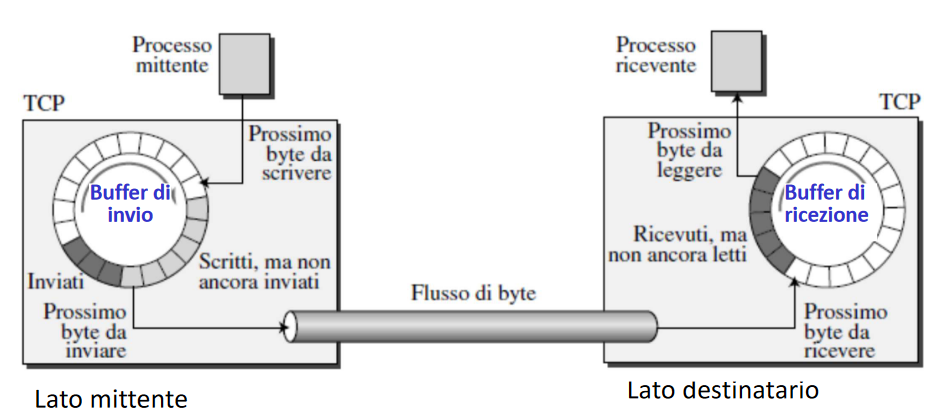 Processo
mittente
TCP
Prossimo
byte da
scrivere
Buffer di
invio
Inviati
Scritti, ma non
ancora inviati
Prossimo
byte da
inviare
Lato mittente
Flusso di byte
Processo
ricevente
TCP
Prossimo
byte da
leggere
Buffer di
ricezione
Ricevuti, ma
non ancora letti
Prossimo
byte da
ricevere
Lato destinatario